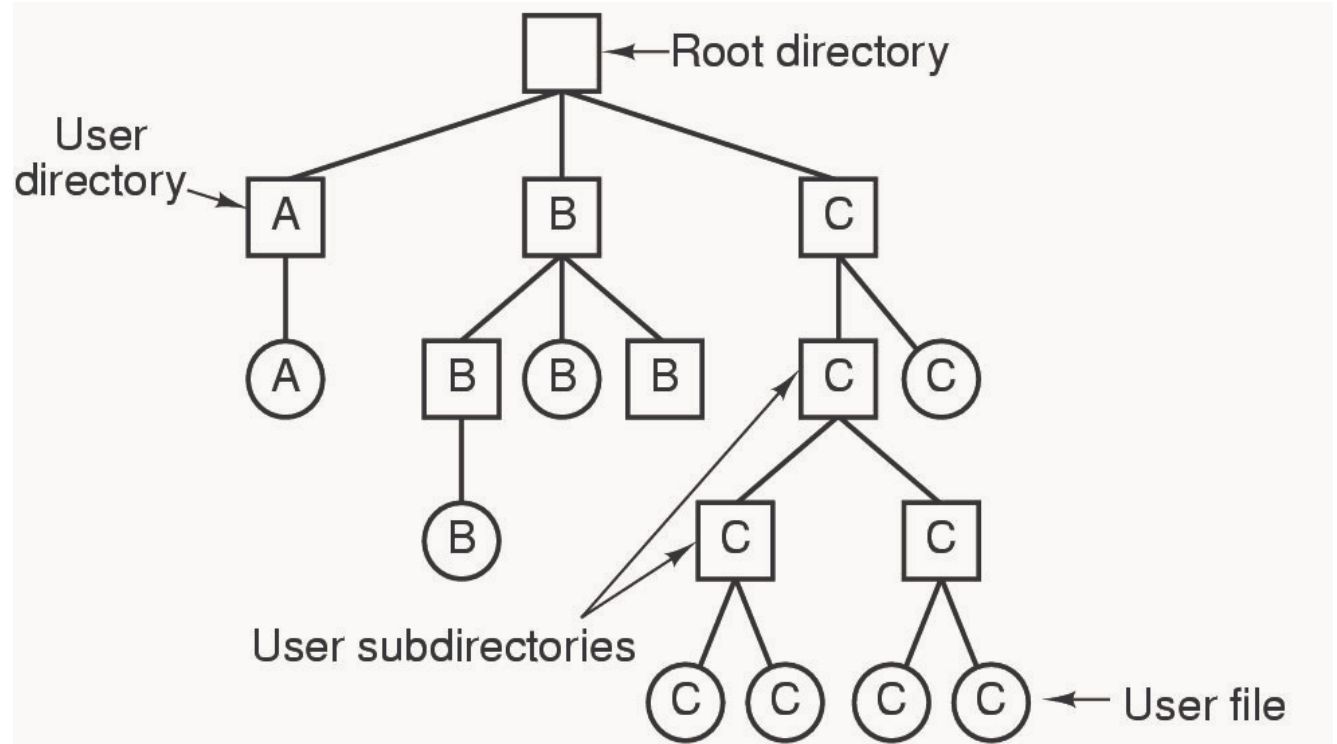 Root directory
User
directory
A
B
C
A
B
B
B
C
C
B
C
C
User subdirectories
C
C
C
C
User file